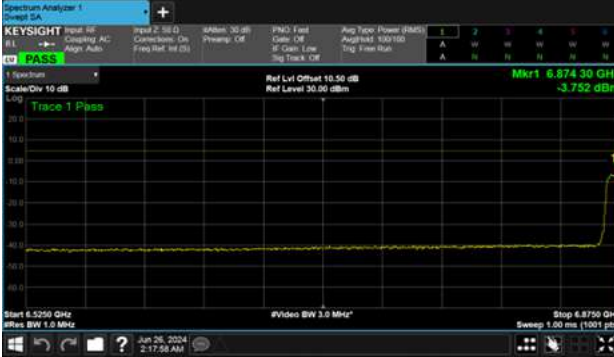 Spectrum Analyzer 1
Swept SA
+
KEYSIGHT Input: RF Input Z: 50 Ω #Atten: 30 dB PNO: Fast Avg Type: Power (RMS) 1 2 3 4 5 6
RL Coupling: AC Corrections: On Preamp: Off Gate: Off Avg|Hold: 100/100 A W W W W W
Align: Auto Freq Ref: Int (S) IF Gain: Low Trig: Free Run
Sig Track: Off A N N N N N
PASS
1 Spectrum
Ref Lvl Offset 10.50 dB Mkr1 6.874 30 GH
Scale/Div 10 dB Ref Level 30.00 dBm -3.752 dBr
Log
Trace 1 Pass
20.0
10.0
0.00
-10.0
-20.0
-30.0
-40.0
-50.0
-60.0
Start 6.5250 GHz #Video BW 3.0 MHz* Stop 6.8750 GH
#Res BW 1.0 MHz Sweep 1.00 ms (1001 pt
? Jun 26, 2024
2:17:58 AM